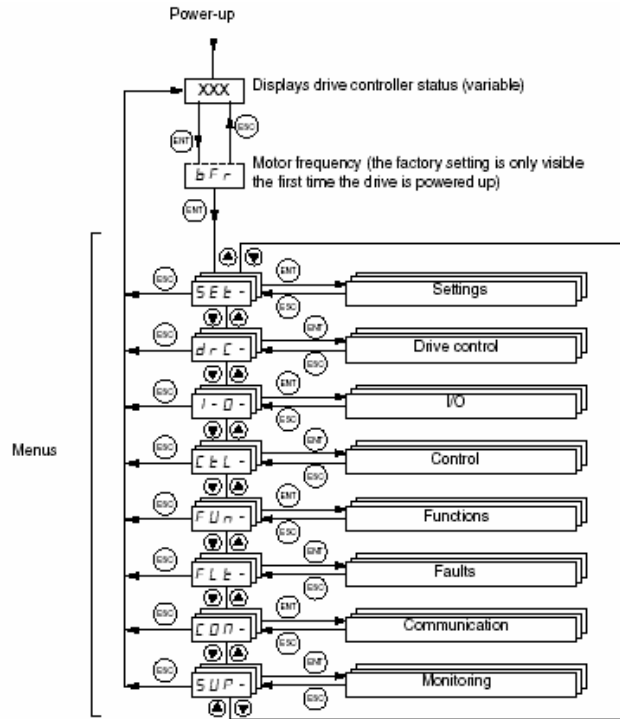 Power-up
XXX
Displays drive controller status (variable)
ENT
ESC
bFr
Motor frequency (the factory setting is only visible
the first time the drive is powered up)
ENT
Menus
ESC
SEt-
ENT
ESC
Settings
ESC
drC-
ENT
ESC
Drive control
ESC
I-O-
ENT
ESC
I/O
ESC
CtL-
ENT
ESC
Control
ESC
FUn-
ENT
ESC
Functions
ESC
FLt-
ENT
ESC
Faults
ESC
COM-
ENT
ESC
Communication
ESC
SUP-
ENT
ESC
Monitoring